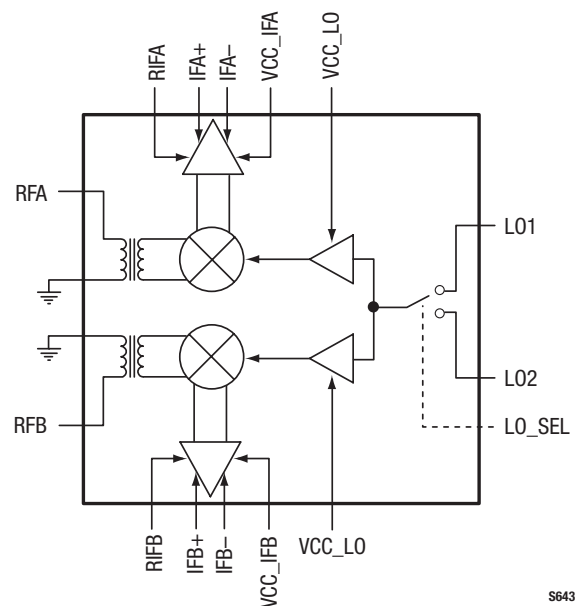 RIFA
IFA+
IFA–
VCC_IFA
VCC_LO
RFA
LO1
LO2
RFB
LO_SEL
RIFB
IFB+
IFB–
VCC_IFB
VCC_LO
S643